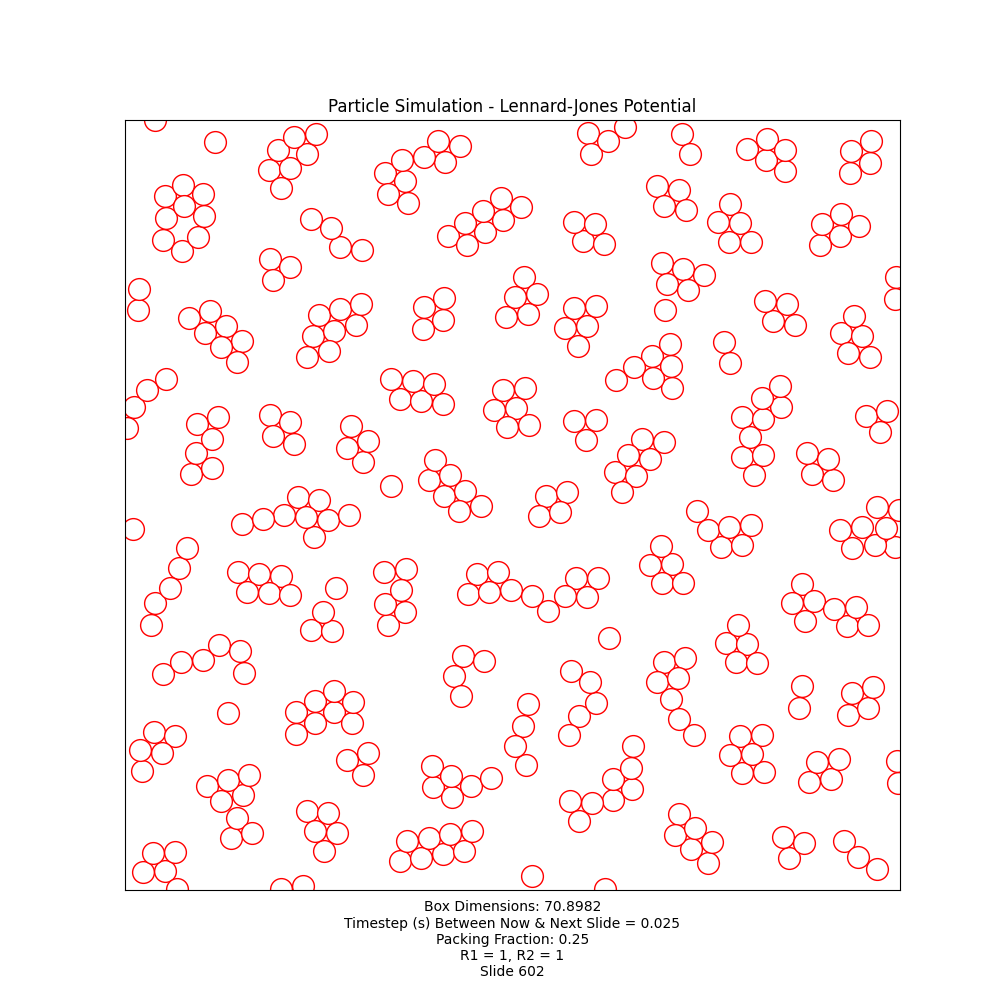 Particle Simulation - Lennard-Jones Potential
Box Dimensions: 70.8982
Timestep (s) Between Now & Next Slide = 0.025
Packing Fraction: 0.25
R1 = 1, R2 = 1
Slide 602